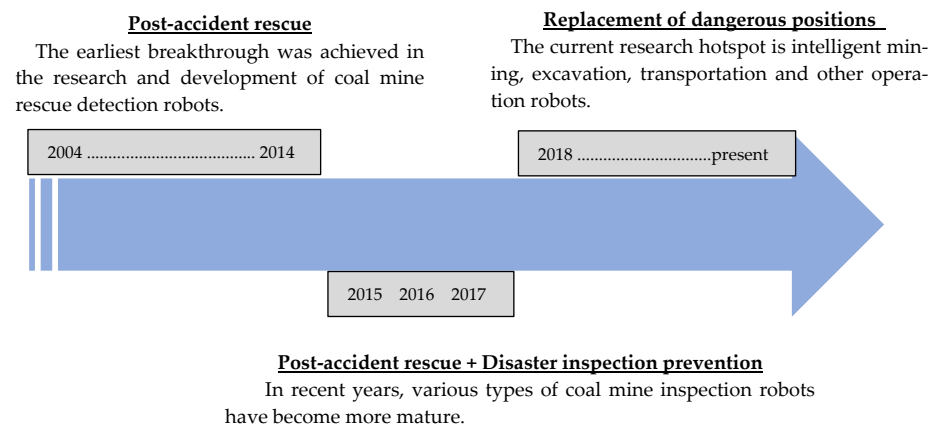 Post-accident rescue
The earliest breakthrough was achieved in
the research and development of coal mine
rescue detection robots.
Replacement of dangerous positions
The current research hotspot is intelligent min-
ing, excavation, transportation and other opera-
tion robots.
2004 ....................................... 2014
2018 ...............................present
2015 2016 2017
Post-accident rescue + Disaster inspection prevention
In recent years, various types of coal mine inspection robots
have become more mature.